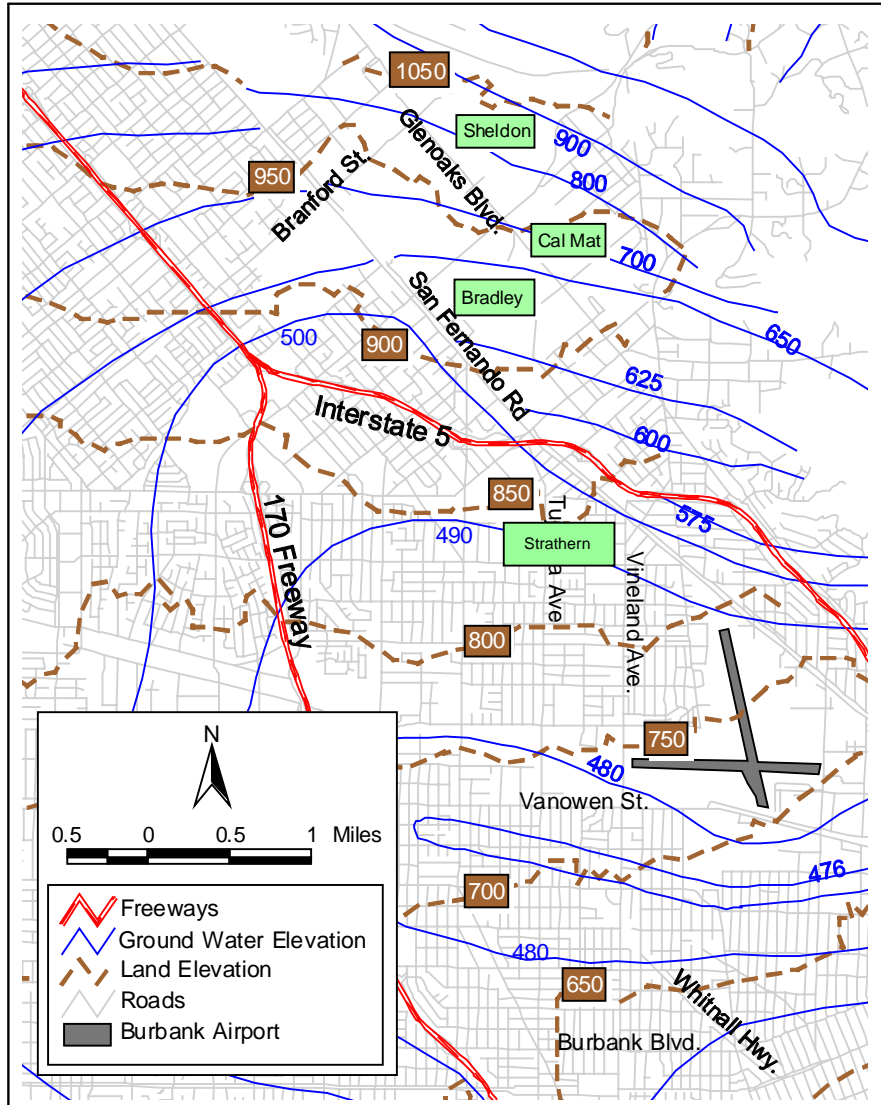 1050
Sheldon
Glenoaks Blvd.
900
800
950
Branford St.
Cal Mat
700
San Fernando Rd
Bradley
650
500
900
625
Interstate 5
600
850
575
490
Strathern
170 Freeway
Vineland Ave.
800
750
480
Vanowen St.
N
0.5 0 0.5 1 Miles
476
700
Freeways
Ground Water Elevation
480
Land Elevation
650
Whitnall Hwy.
Roads
Burbank Airport
Burbank Blvd.